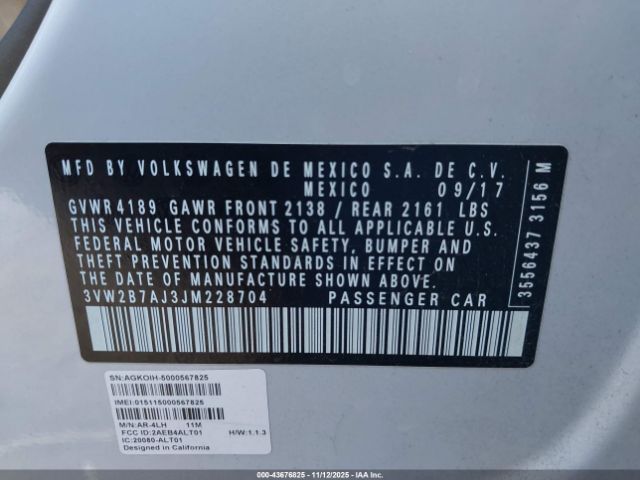 MFD BY VOLKSWAGEN DE MEXICO S.A. DE C.V.
MEXICO 09/17
GVWR 4189 GAWR FRONT 2138 / REAR 2161 LBS
THIS VEHICLE CONFORMS TO ALL APPLICABLE U.S.
FEDERAL MOTOR VEHICLE SAFETY, BUMPER AND
THEFT PREVENTION STANDARDS IN EFFECT ON
THE DATE OF MANUFACTURE SHOWN ABOVE.
3VW2B7AJ3JM228704 PASSENGER CAR
3556437 3156 M
SN:AGKOIH-5000567825
IMEI:015115000567825
M/N:AR-4LH 11M
FCC ID:2AEB4ALT01 H/W:1.1.3
IC:20080-ALT01
Designed in California
000-43676825 - 11/12/2025 - IAA Inc.